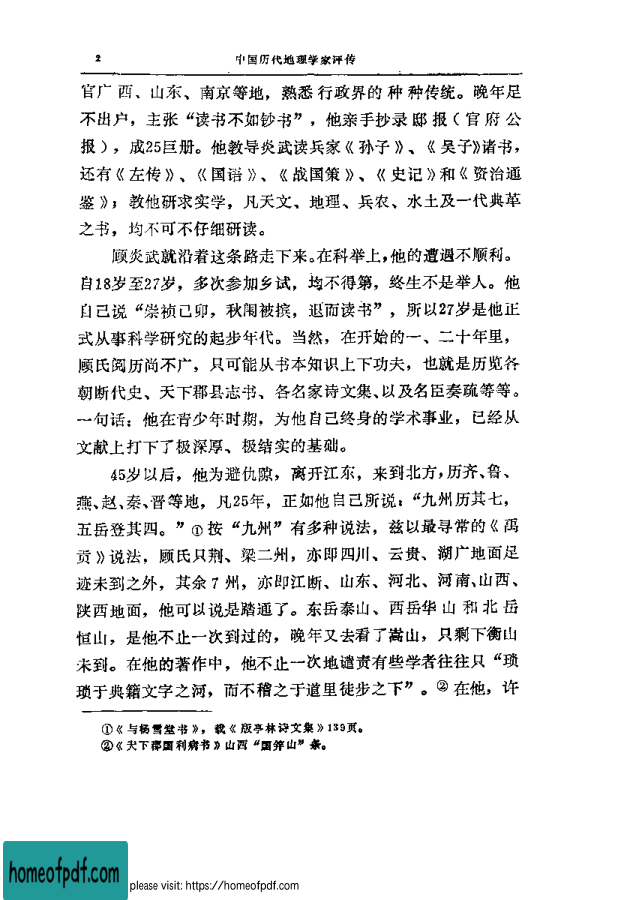 2 中国历代地理学家评传
官广西、山东、南京等地，熟悉行政界的种种传统。晚年足
不出户，主张“读书不如钞书”，他亲手抄录邸报（官府公
报），成25巨册。他教导炎武读兵家《孙子》、《吴子》诸书，
还有《左传》、《国语》、《战国策》、《史记》和《资治通
鉴》；教他研求实学，凡天文、地理、兵农、水土及一代典革
之书，均不可不仔细研读。
顾炎武就沿着这条路走下来。在科举上，他的遭遇不顺利。
自18岁至27岁，多次参加乡试，均不得第，终生不是举人。他
自己说“崇祯己卯，秋闱被摈，退而读书”，所以27岁是他正
式从事科学研究的起步年代。当然，在开始的一、二十年里，
顾氏阅历尚不广，只可能从书本知识上下功夫，也就是历览各
朝断代史、天下郡县志书、各名家诗文集、以及名臣奏疏等等。
一句话：他在青少年时期，为他自己终身的学术事业，已经从
文献上打下了极深厚、极结实的基础。
45岁以后，他为避仇隙，离开江东，来到北方，历齐、鲁、
燕、赵、秦、晋等地，凡25年，正如他自己所说：“九州历其七，
五岳登其四。”①按“九州”有多种说法，兹以最寻常的《禹
贡》说法，顾氏只荆、梁二州，亦即四川、云贵、湖广地面足
迹未到之外，其余7州，亦即江断、山东、河北、河南、山西、
陕西地面，他可以说是踏通了。东岳泰山、西岳华山和北岳
恒山，是他不止一次到过的，晚年又去看了嵩山，只剩下衡山
未到。在他的著作中，他不止一次地谴责有些学者往往只“琐
琐于典籍文字之河，而不稽之于道里徒步之下”。②在他，许
①《与杨雪堂书》，载《版亭林诗文集》139页。
②《天下郡国利病书》山西“国笄山”条。
homeofpdf.com
please visit: https://homeofpdf.com